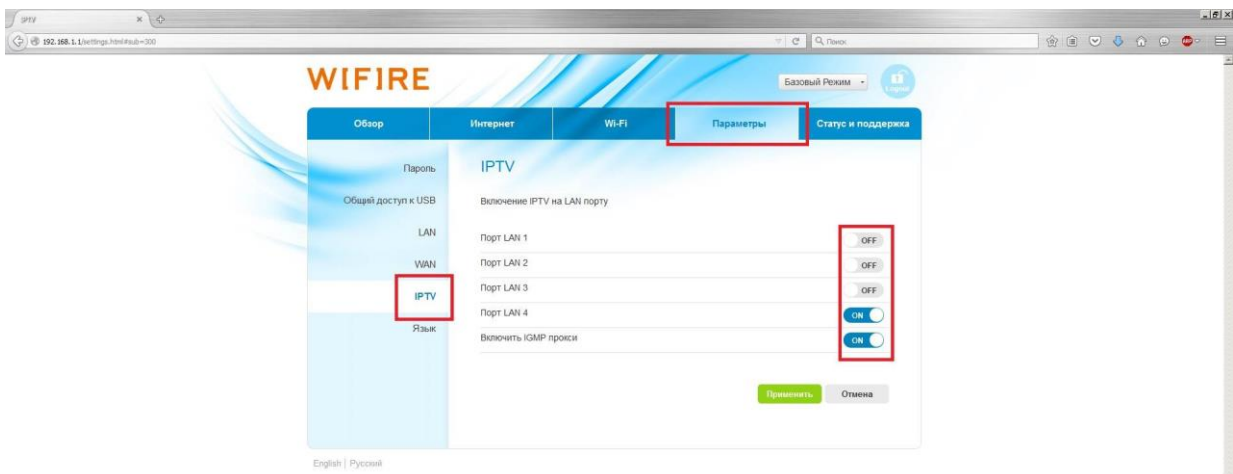 IPTV
192.168.1.1/settings.html#sub=300
Поиск
ABP
WIFIRE
Базовый Режим
Обзор
Интернет
Wi-Fi
Параметры
Статус и поддержка
Пароль
Общий доступ к USB
LAN
WAN
IPTV
Язык
IPTV
Включение IPTV на LAN порту
Порт LAN 1 OFF
Порт LAN 2 OFF
Порт LAN 3 OFF
Порт LAN 4 ON
Включить IGMP прокси ON
Применить Отмена
English | Русский